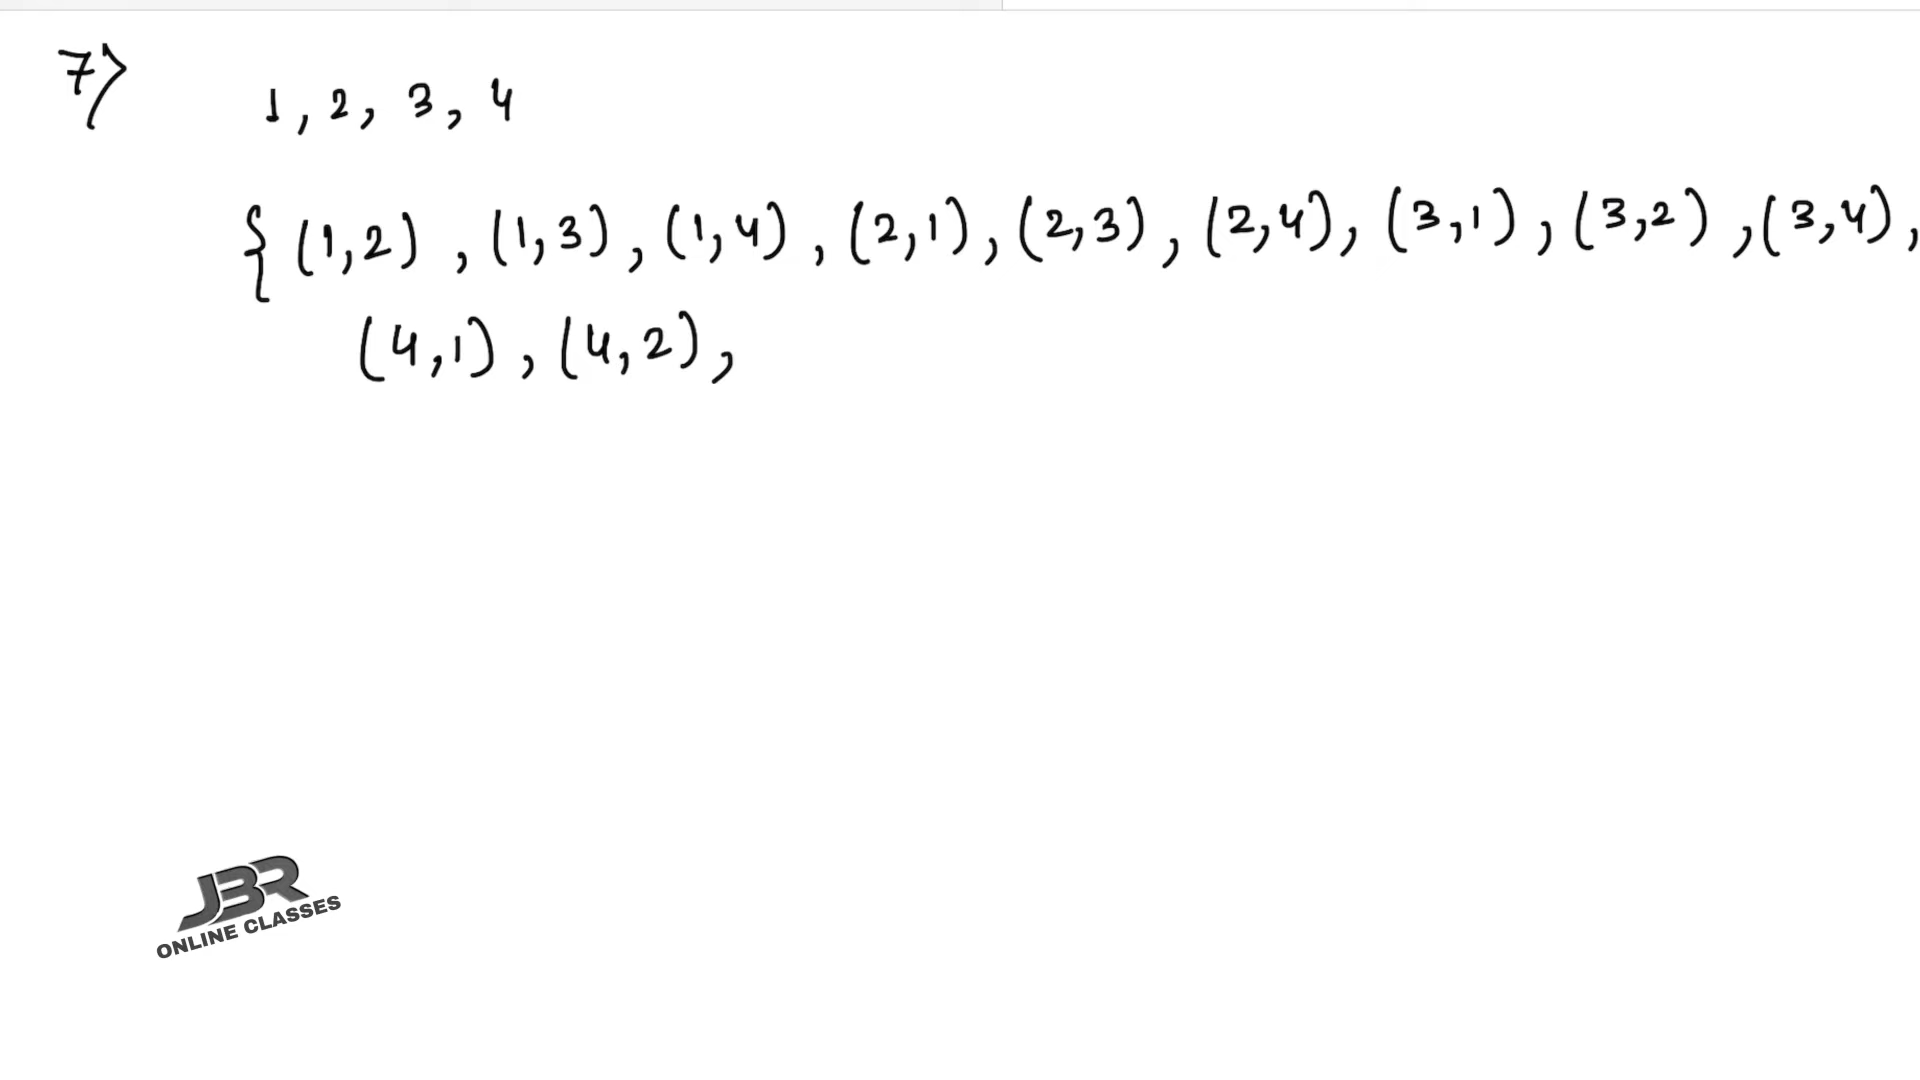 7)
1, 2, 3, 4
{ (1,2), (1,3), (1,4), (2,1), (2,3), (2,4), (3,1), (3,2), (3,4),
(4,1), (4,2),
JBR
ONLINE CLASSES